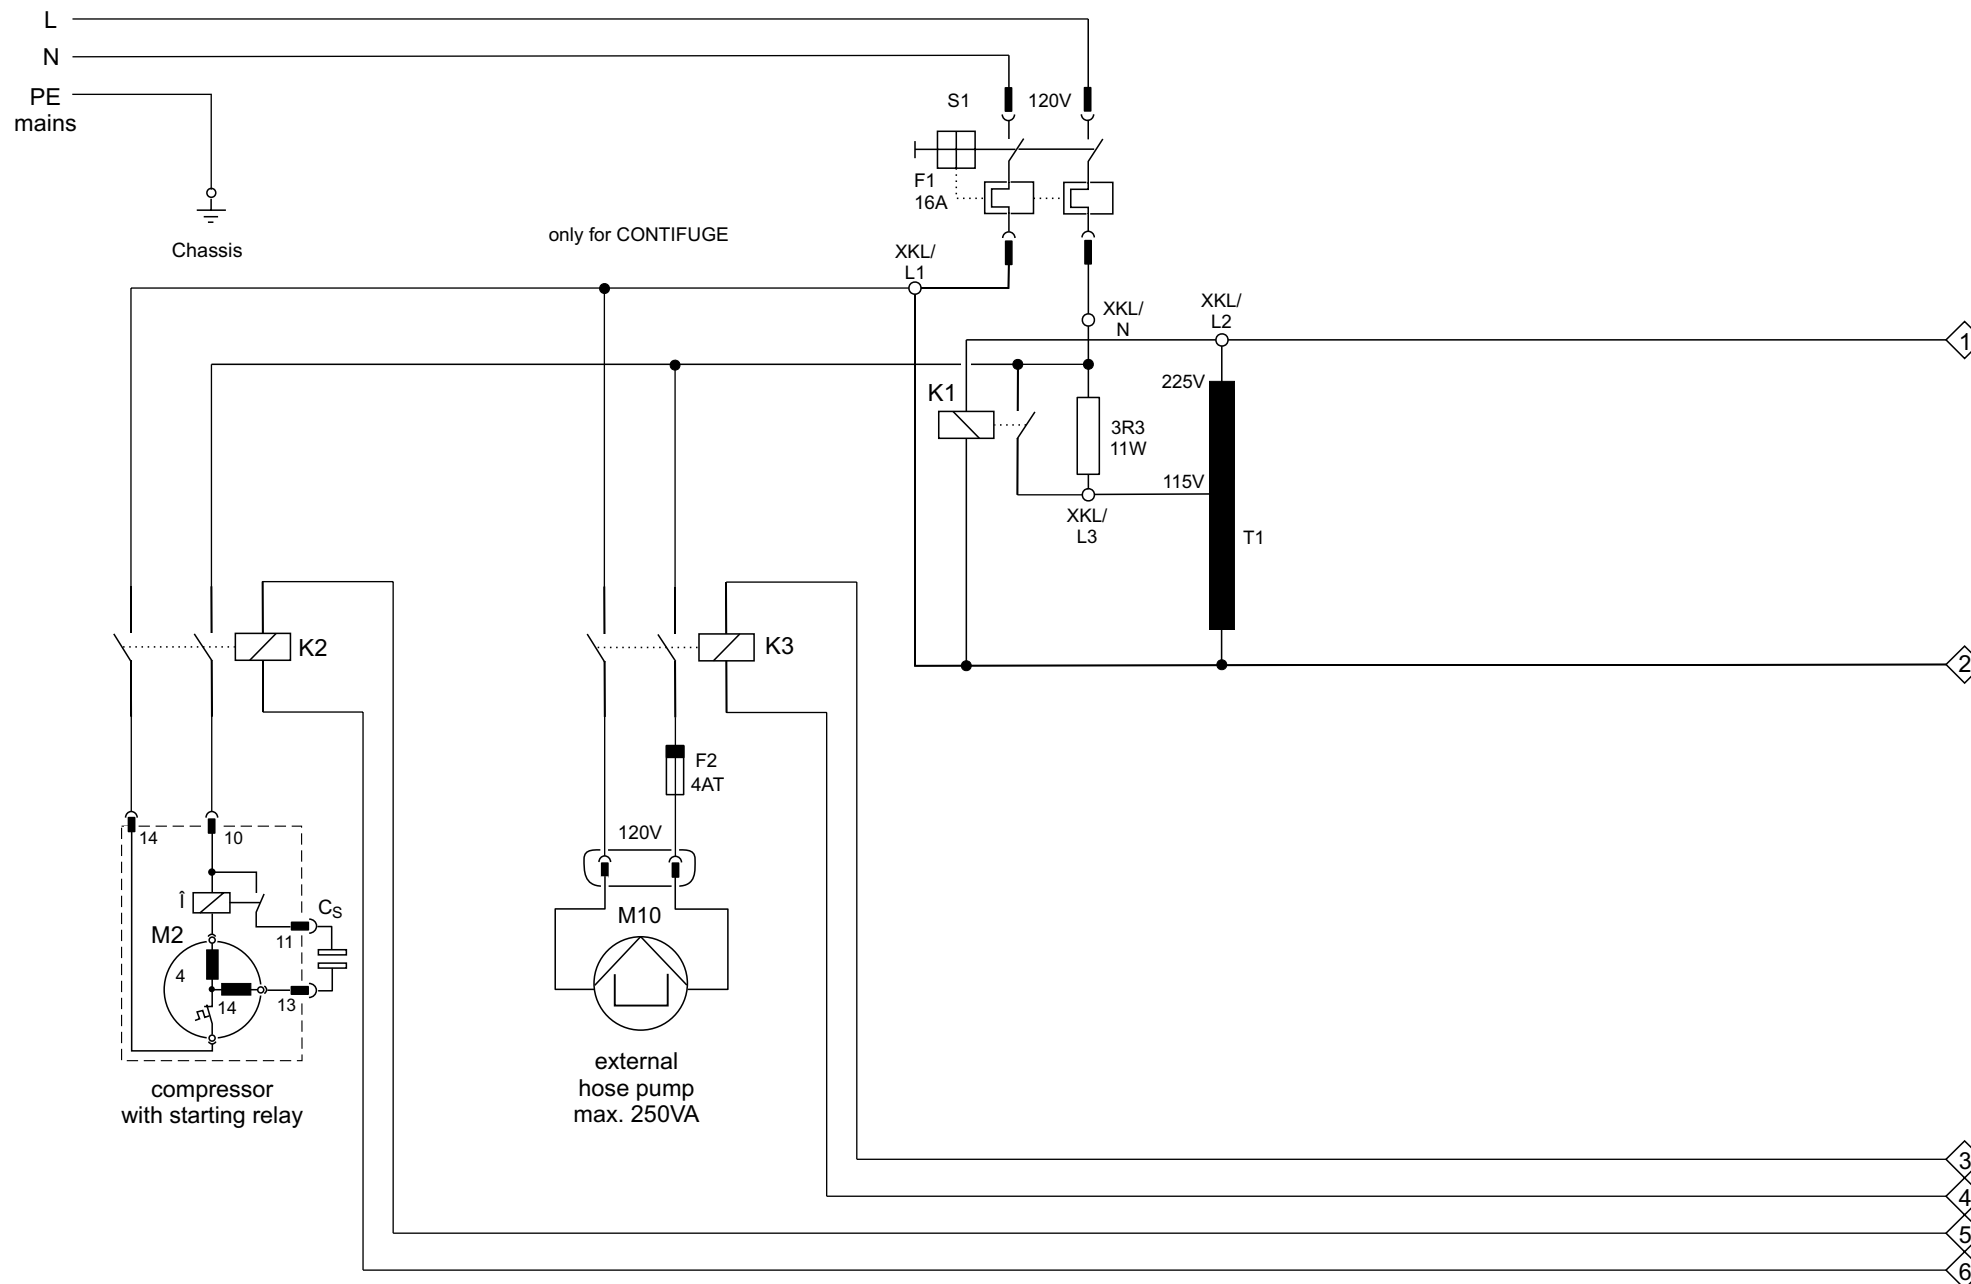 L
N
PE
mains
Chassis
S1
120V
F1
16A
only for CONTIFUGE
XKL/
L1
XKL/
N
XKL/
L2
1
K1
225V
3R3
11W
115V
XKL/
L3
T1
K2
K3
2
F2
4AT
120V
14
10
Î
CS
M2
11
4
14
13
M10
compressor
with starting relay
external
hose pump
max. 250VA
3
4
5
6